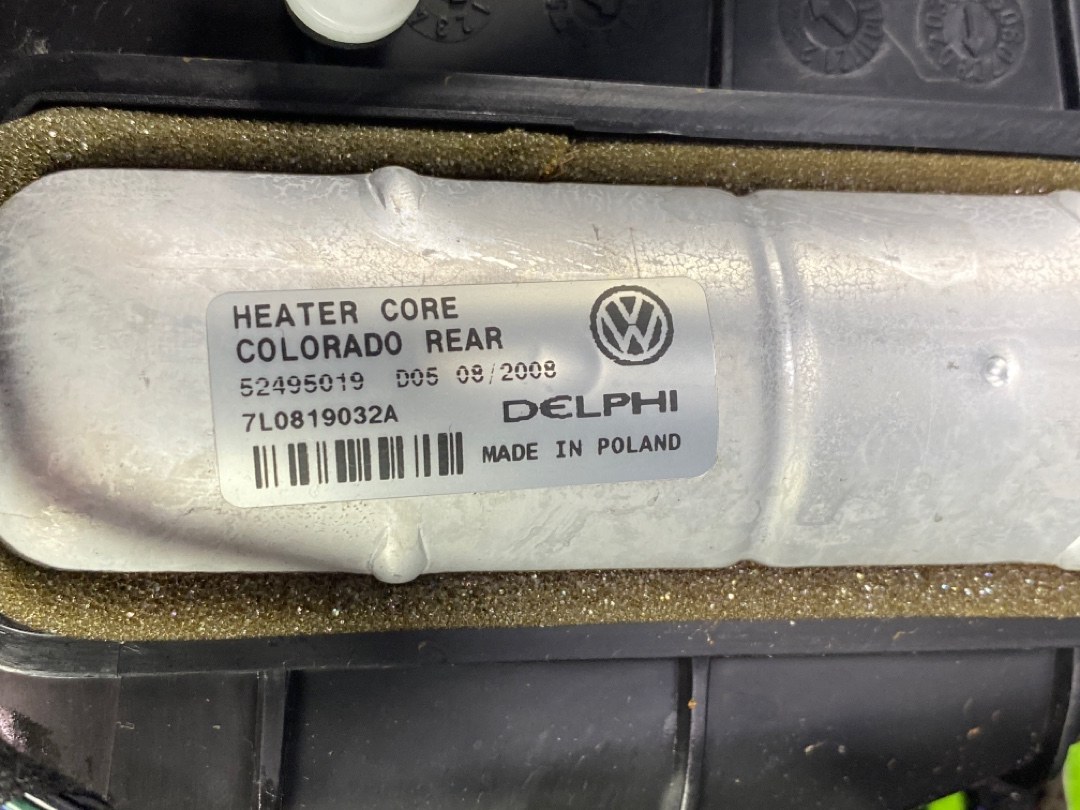 HEATER CORE
COLORADO REAR
52495019 D05 08/2008
7L0819032A
DELPHI
MADE IN POLAND